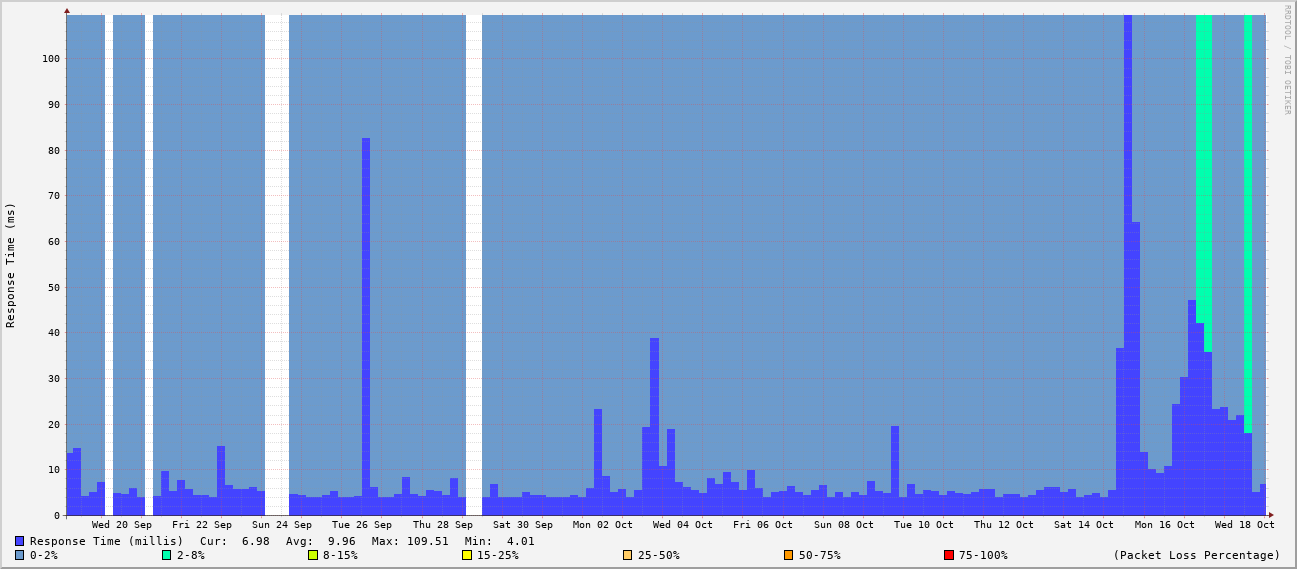 RRDTOOL / TOBI OETIKER
Response Time (ms)
100
90
80
70
60
50
40
30
20
10
0
Wed 20 Sep Fri 22 Sep Sun 24 Sep Tue 26 Sep Thu 28 Sep Sat 30 Sep Mon 02 Oct Wed 04 Oct Fri 06 Oct Sun 08 Oct Tue 10 Oct Thu 12 Oct Sat 14 Oct Mon 16 Oct Wed 18 Oct
Response Time (millis) Cur: 6.98 Avg: 9.96 Max: 109.51 Min: 4.01
0-2% 2-8% 8-15% 15-25% 25-50% 50-75% 75-100% (Packet Loss Percentage)